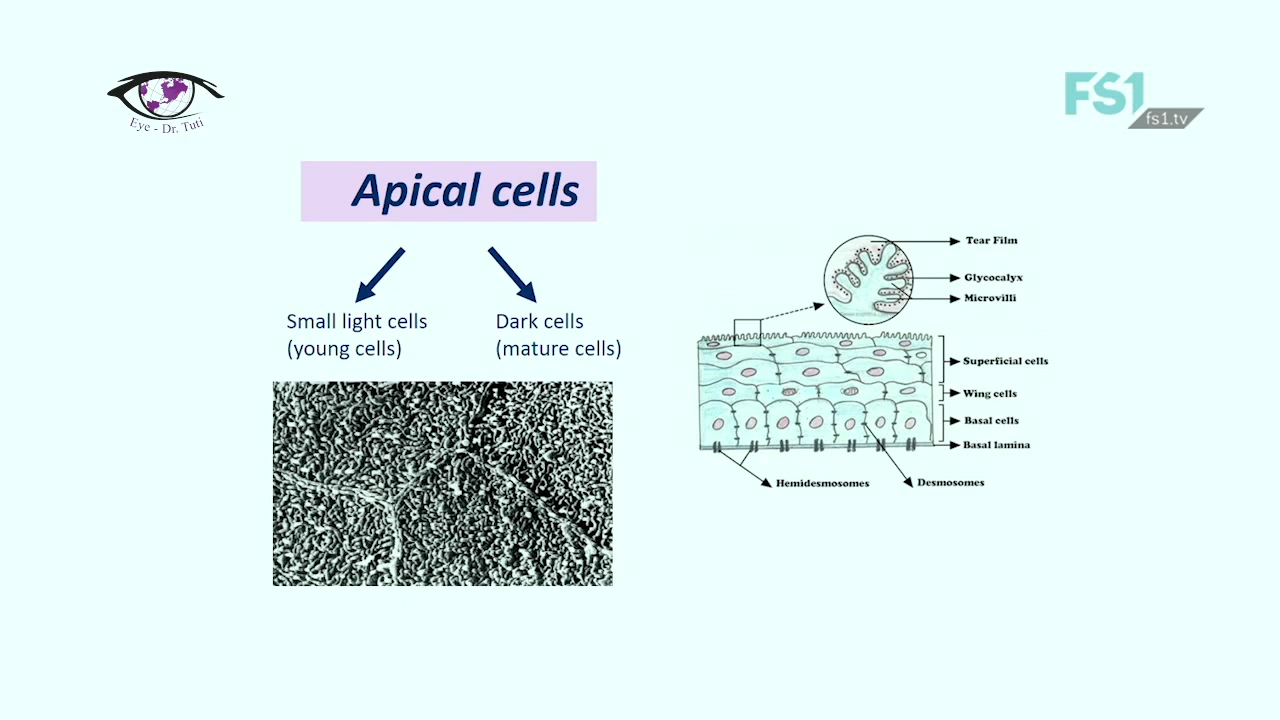 Eye - Dr. Tuti
FS1
fs1.tv
Apical cells
Small light cells
(young cells)
Dark cells
(mature cells)
Tear Film
Glycocalyx
Microvilli
Superficial cells
Wing cells
Basal cells
Basal lamina
Hemidesmosomes
Desmosomes